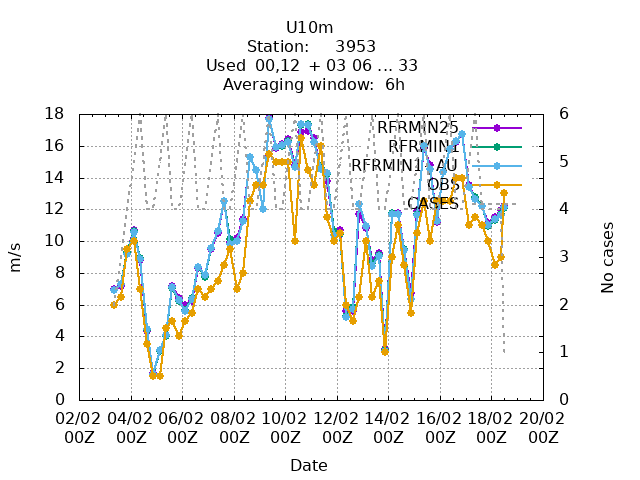 U10m
Station: 3953
Used 00,12 + 03 06 ... 33
Averaging window: 6h
m/s
18
16
14
12
10
8
6
4
2
0
RFRMIN25
RFRMIN1
OBS
CASES
6
5
4
3
2
1
0
No cases
02/02 04/02 06/02 08/02 10/02 12/02 14/02 16/02 18/02 20/02
00Z 00Z 00Z 00Z 00Z 00Z 00Z 00Z 00Z 00Z
Date